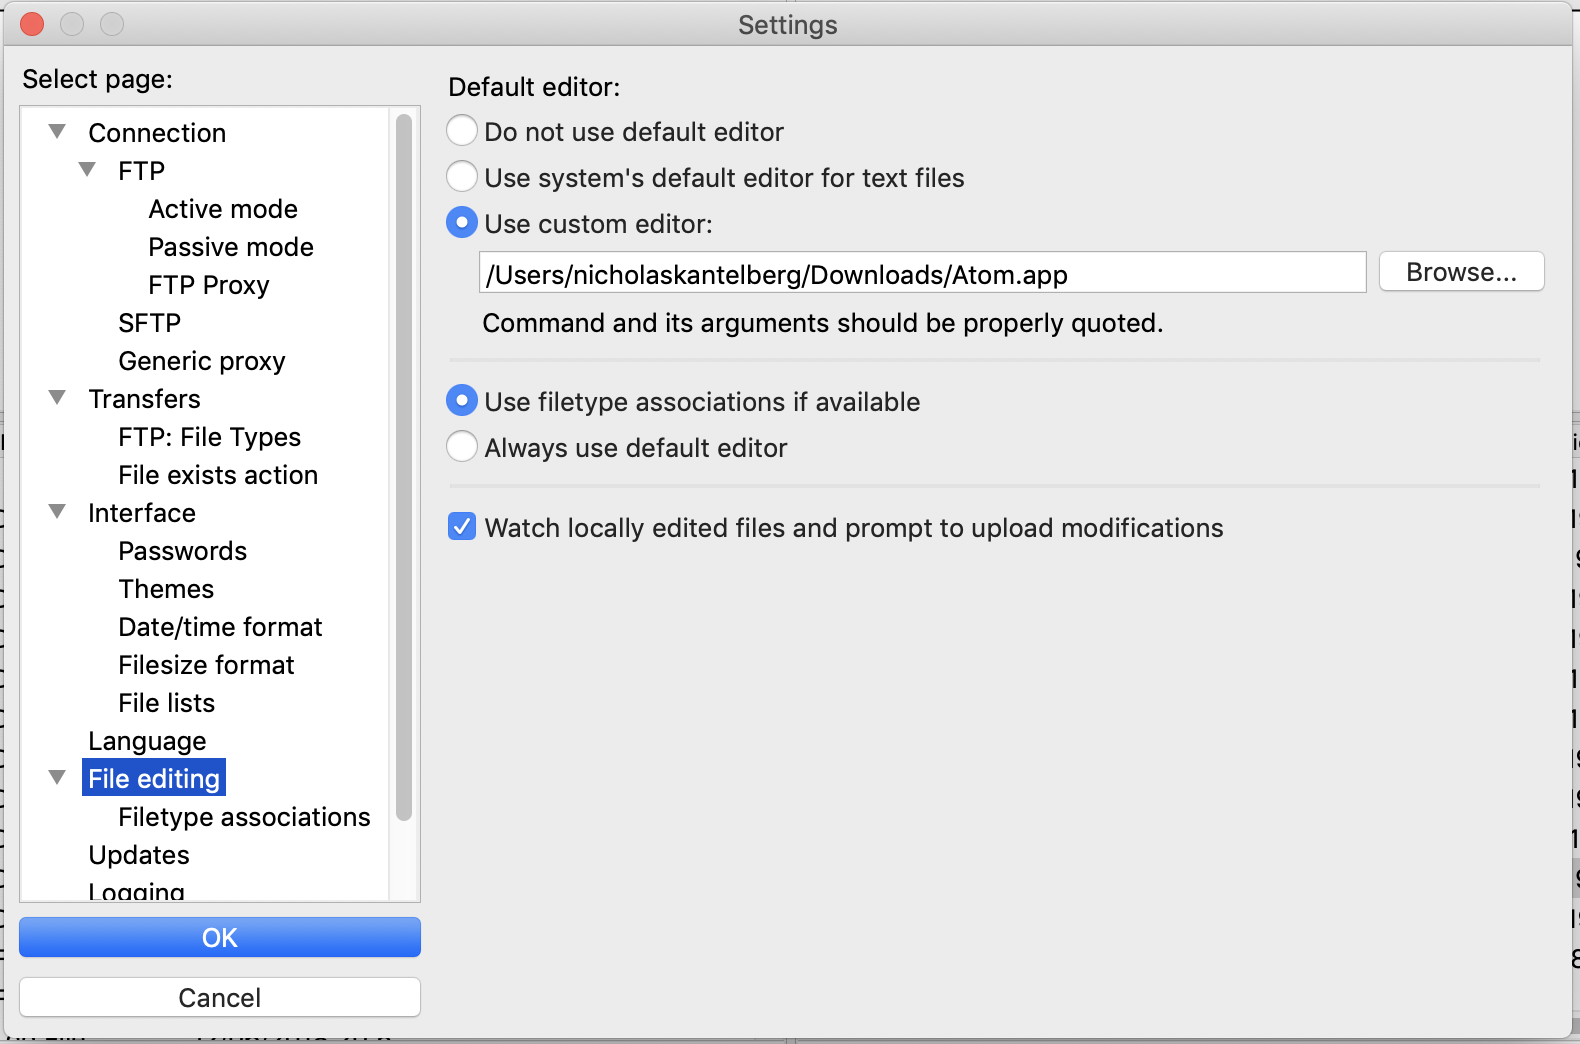 Settings
Select page:
Connection
FTP
Active mode
Passive mode
FTP Proxy
SFTP
Generic proxy
Transfers
FTP: File Types
File exists action
Interface
Passwords
Themes
Date/time format
Filesize format
File lists
Language
File editing
Filetype associations
Updates
Logging
OK
Cancel
Default editor:
Do not use default editor
Use system's default editor for text files
Use custom editor:
/Users/nicholaskantelberg/Downloads/Atom.app
Browse...
Command and its arguments should be properly quoted.
Use filetype associations if available
Always use default editor
Watch locally edited files and prompt to upload modifications